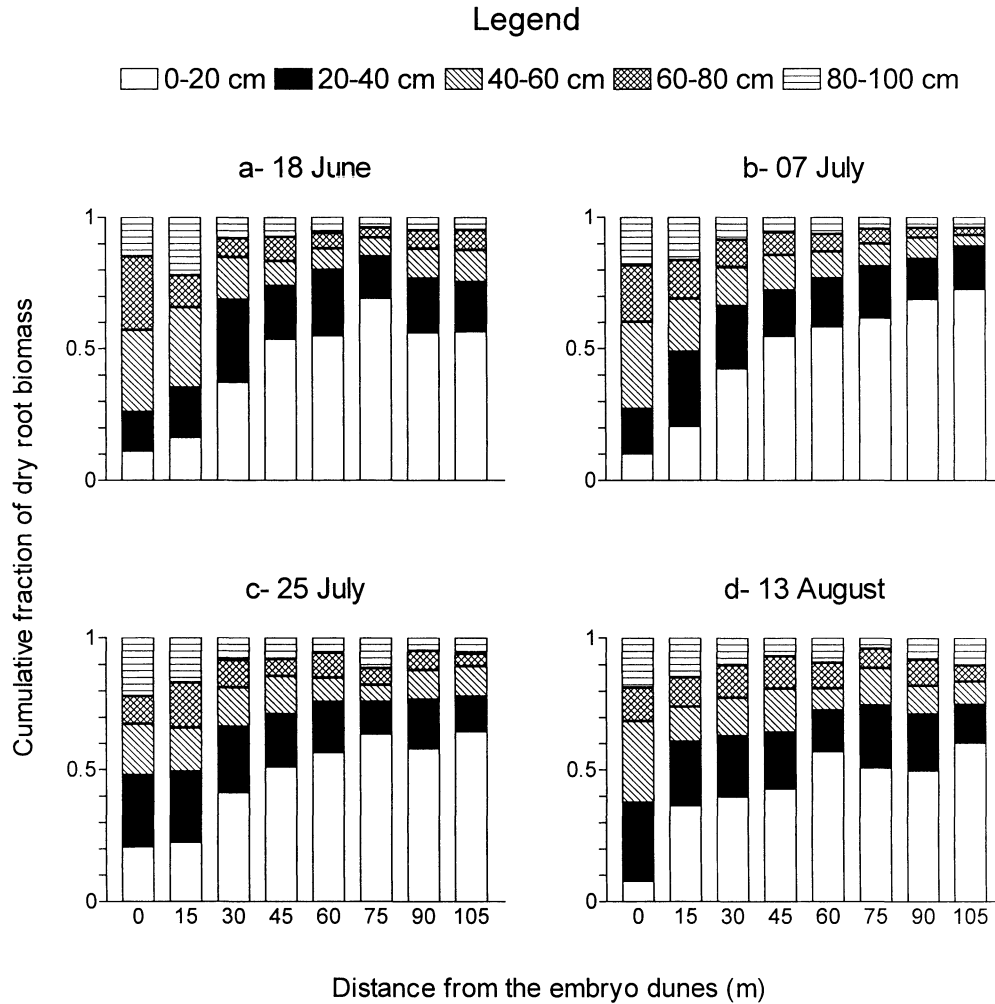 Legend
0-20 cm 20-40 cm 40-60 cm 60-80 cm 80-100 cm
a- 18 June
b- 07 July
1
0.5
0
1
0.5
0
c- 25 July
d- 13 August
1
0.5
0
0 15 30 45 60 75 90 105
1
0.5
0
0 15 30 45 60 75 90 105
Cumulative fraction of dry root biomass
Distance from the embryo dunes (m)